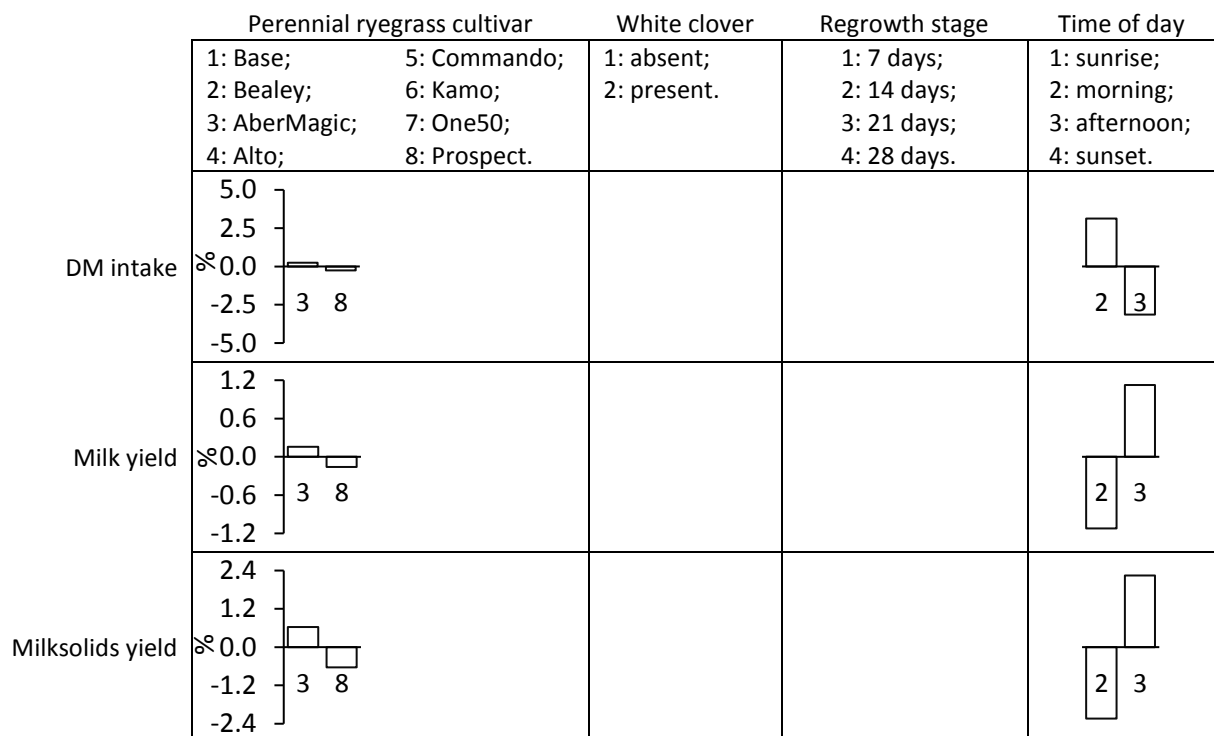 Perennial ryegrass cultivar White clover Regrowth stage Time of day
1: Base; 5: Commando; 1: absent; 1: 7 days; 1: sunrise;
2: Bealey; 6: Kamo; 2: present. 2: 14 days; 2: morning;
3: AberMagic; 7: One50; 3: 21 days; 3: afternoon;
4: Alto; 8: Prospect. 4: 28 days. 4: sunset.
5.0
2.5
DM intake % 0.0
-2.5 3 8 2 3
-5.0
1.2
0.6
Milk yield % 0.0
-0.6 3 8 2 3
-1.2
2.4
1.2
Milksolids yield % 0.0
-1.2 3 8 2 3
-2.4